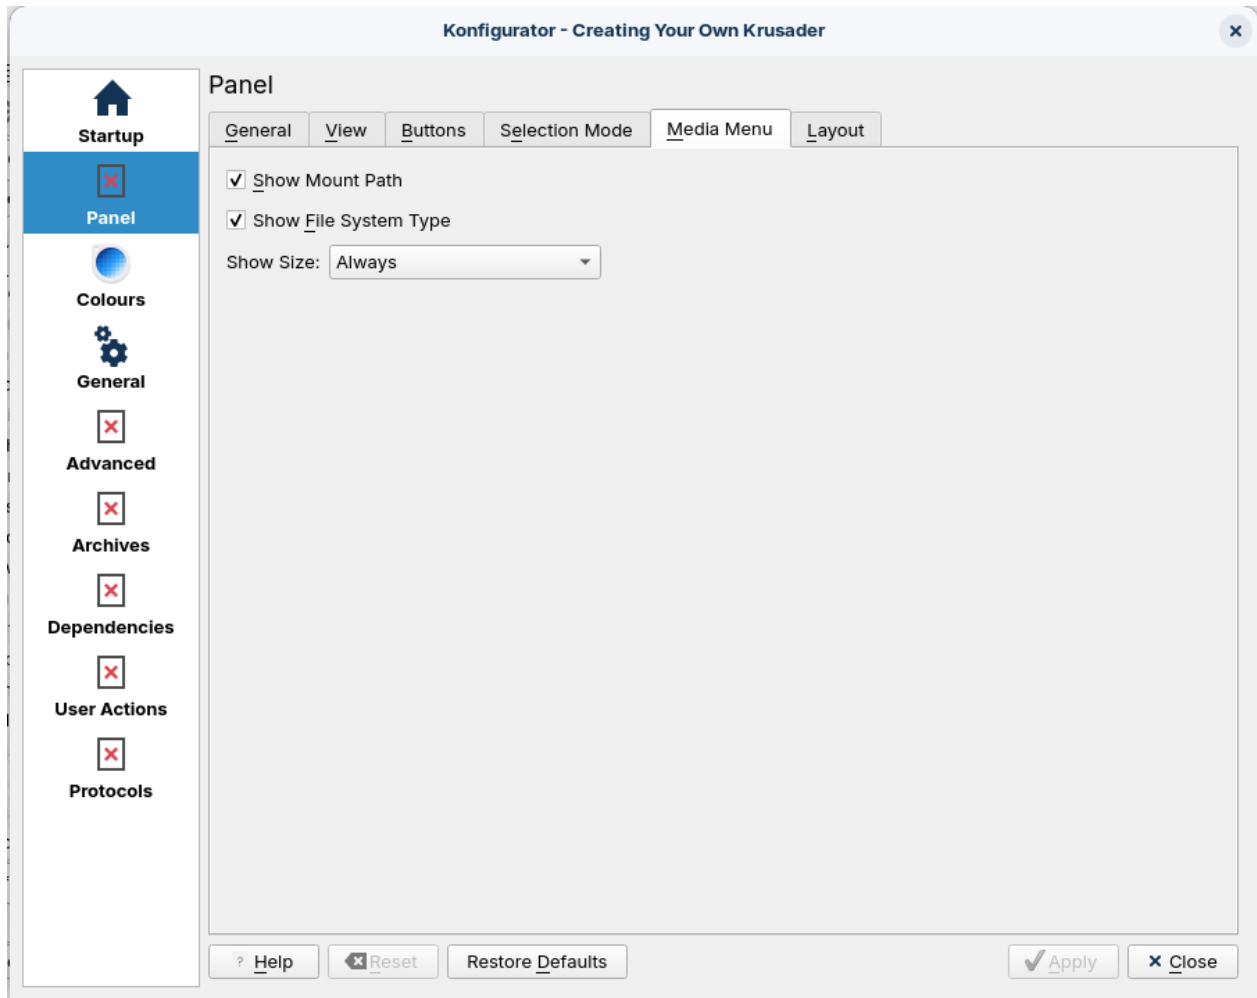 Konfigurator - Creating Your Own Krusader
Startup
Panel
Colours
General
Advanced
Archives
Dependencies
User Actions
Protocols
Panel
General View Buttons Selection Mode Media Menu Layout
Show Mount Path
Show File System Type
Show Size: Always
? Help Reset Restore Defaults Apply Close